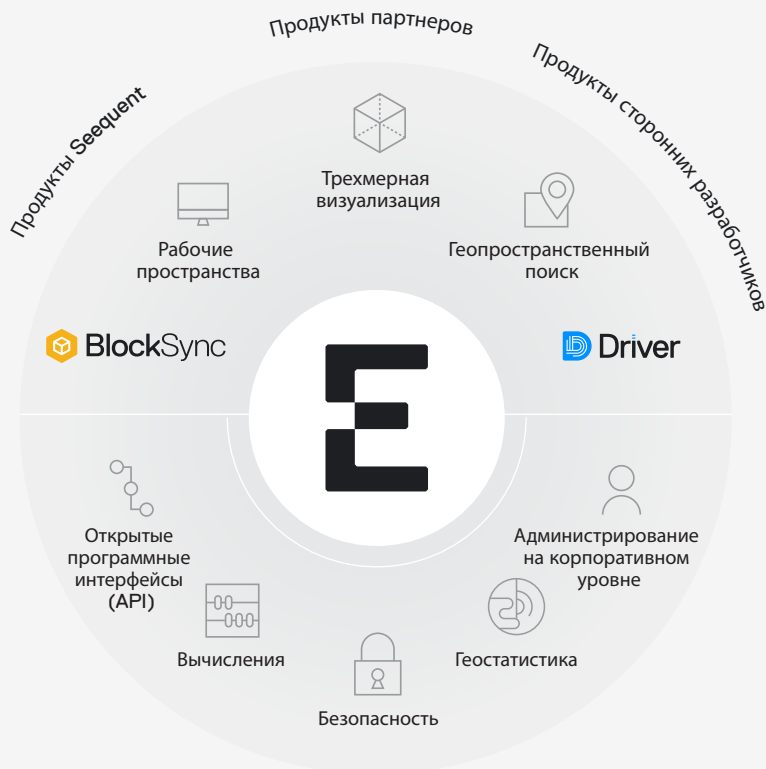 Продукты партнеров
Продукты Seequent
Продукты сторонних разработчиков
Трехмерная
визуализация
Рабочие
пространства
Геопространственный
поиск
BlockSync
Driver
E
Открытые
программные
интерфейсы
(API)
Администрирование
на корпоративном
уровне
Вычисления
Геостатистика
Безопасность